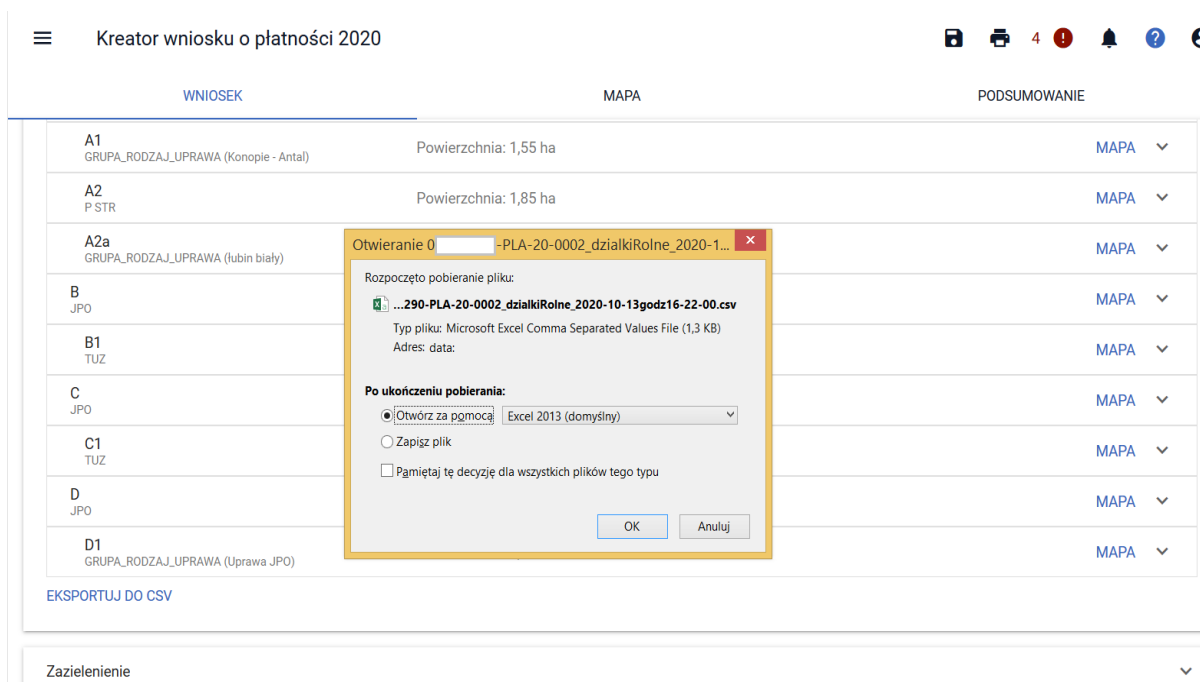 Kreator wniosku o płatności 2020
4
WNIOSEK
MAPA
PODSUMOWANIE
A1
GRUPA_RODZAJ_UPRAWA (Konopie - Antal)
Powierzchnia: 1,55 ha
MAPA
A2
P STR
Powierzchnia: 1,85 ha
MAPA
A2a
GRUPA_RODZAJ_UPRAWA (łubin biały)
MAPA
B
JPO
MAPA
B1
TUZ
MAPA
C
JPO
MAPA
C1
TUZ
MAPA
D
JPO
MAPA
D1
GRUPA_RODZAJ_UPRAWA (Uprawa JPO)
MAPA
Otwieranie 0 -PLA-20-0002_dzialkiRolne_2020-1...
Rozpoczęto pobieranie pliku:
...290-PLA-20-0002_dzialkiRolne_2020-10-13godz16-22-00.csv
Typ pliku: Microsoft Excel Comma Separated Values File (1,3 KB)
Adres: data:
Po ukończeniu pobierania:
Otwórz za pomocą Excel 2013 (domyślny)
Zapisz plik
Pamiętaj tę decyzję dla wszystkich plików tego typu
OK Anuluj
EKSPORTUJ DO CSV
Zazielenienie